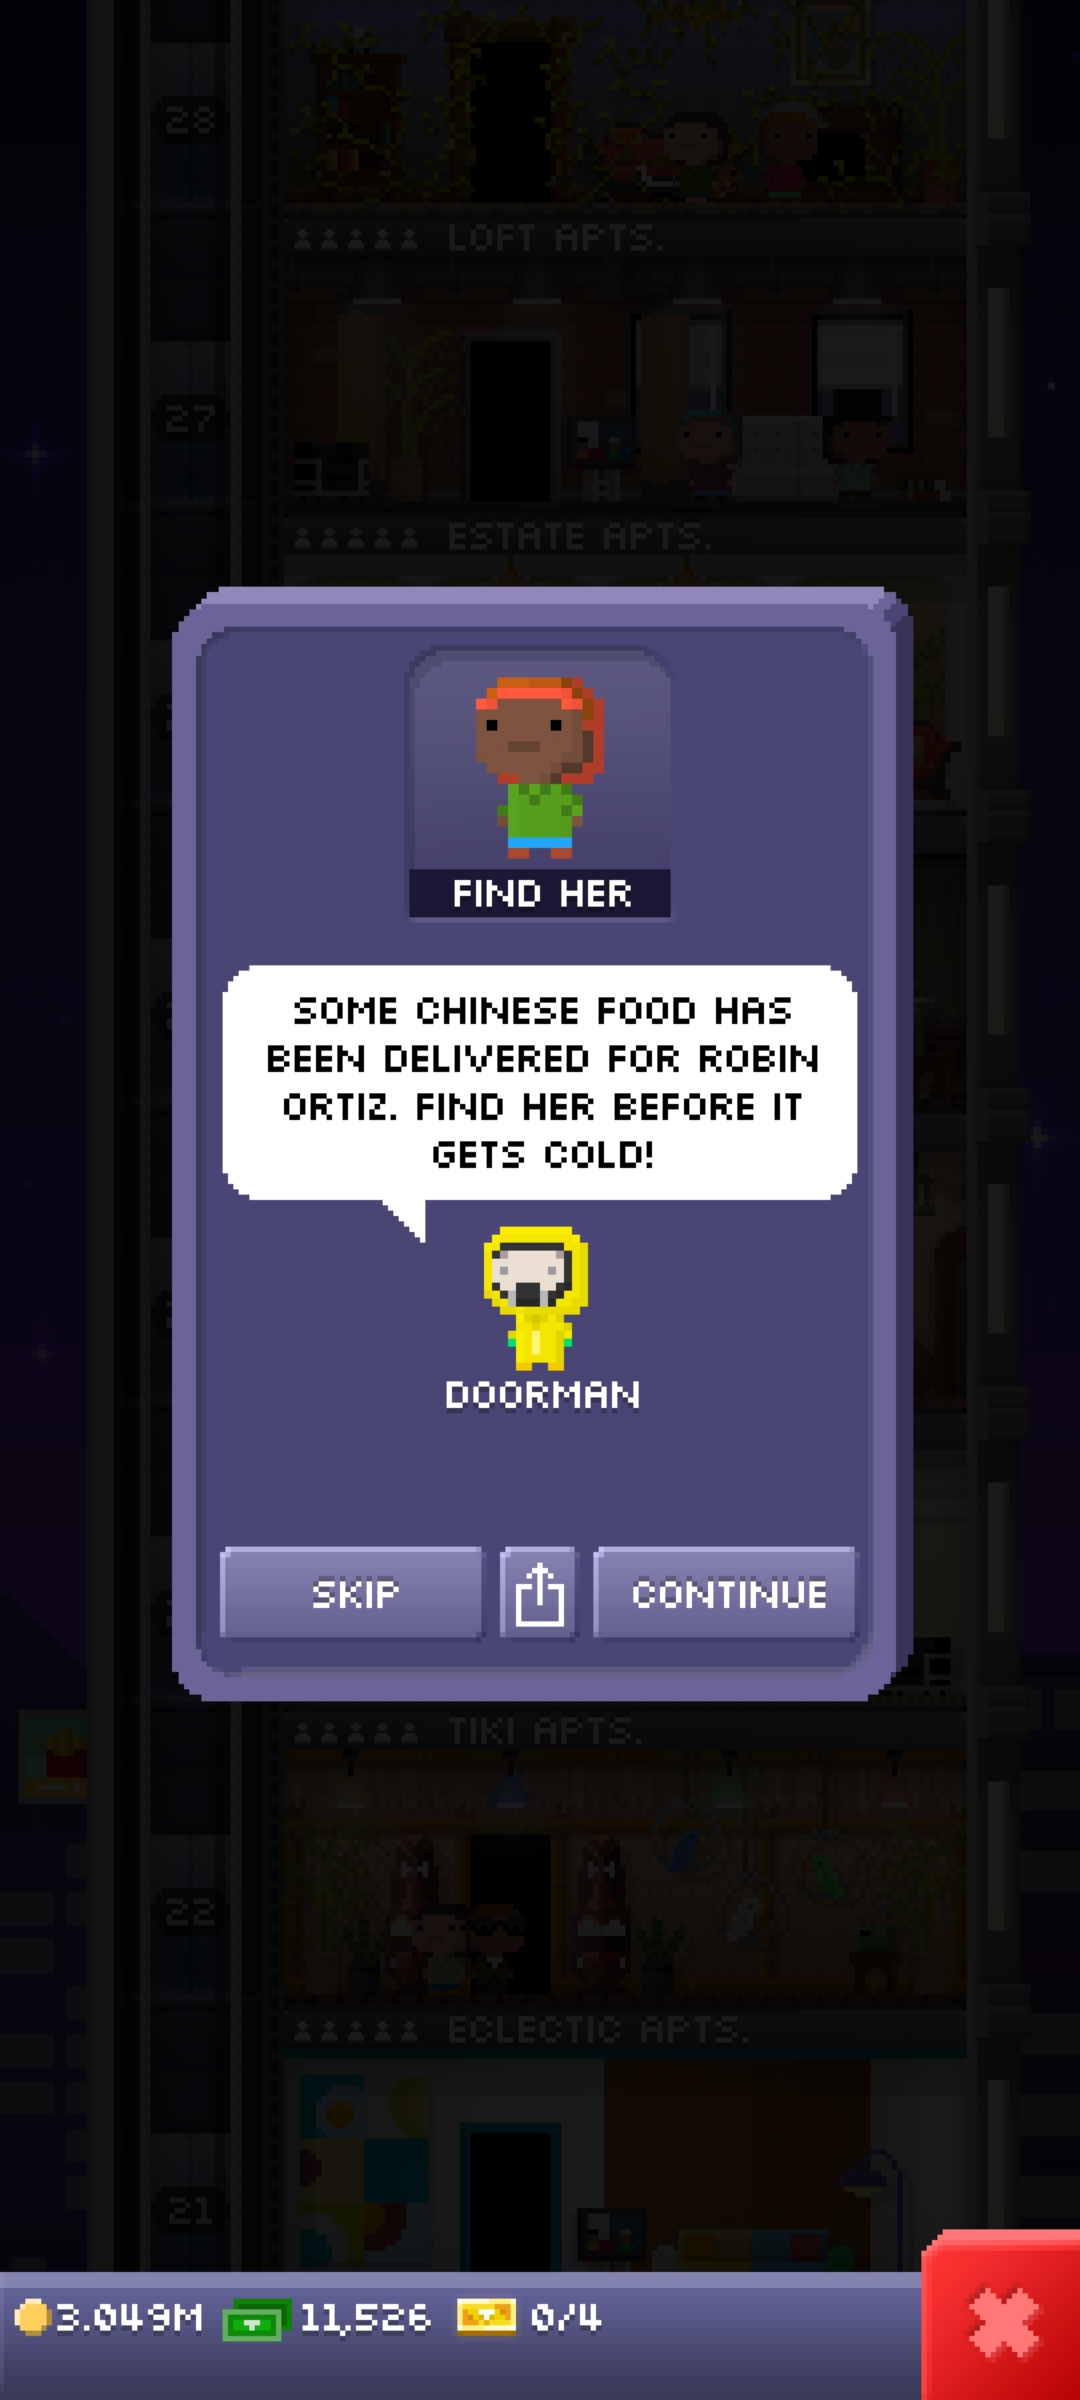 28
LOFT APTS.
27
ESTATE APTS.
FIND HER
SOME CHINESE FOOD HAS
BEEN DELIVERED FOR ROBIN
ORTIZ. FIND HER BEFORE IT
GETS COLD!
DOORMAN
SKIP
CONTINUE
TIKI APTS.
22
ECLECTIC APTS.
21
3.049M 11,526 0/4